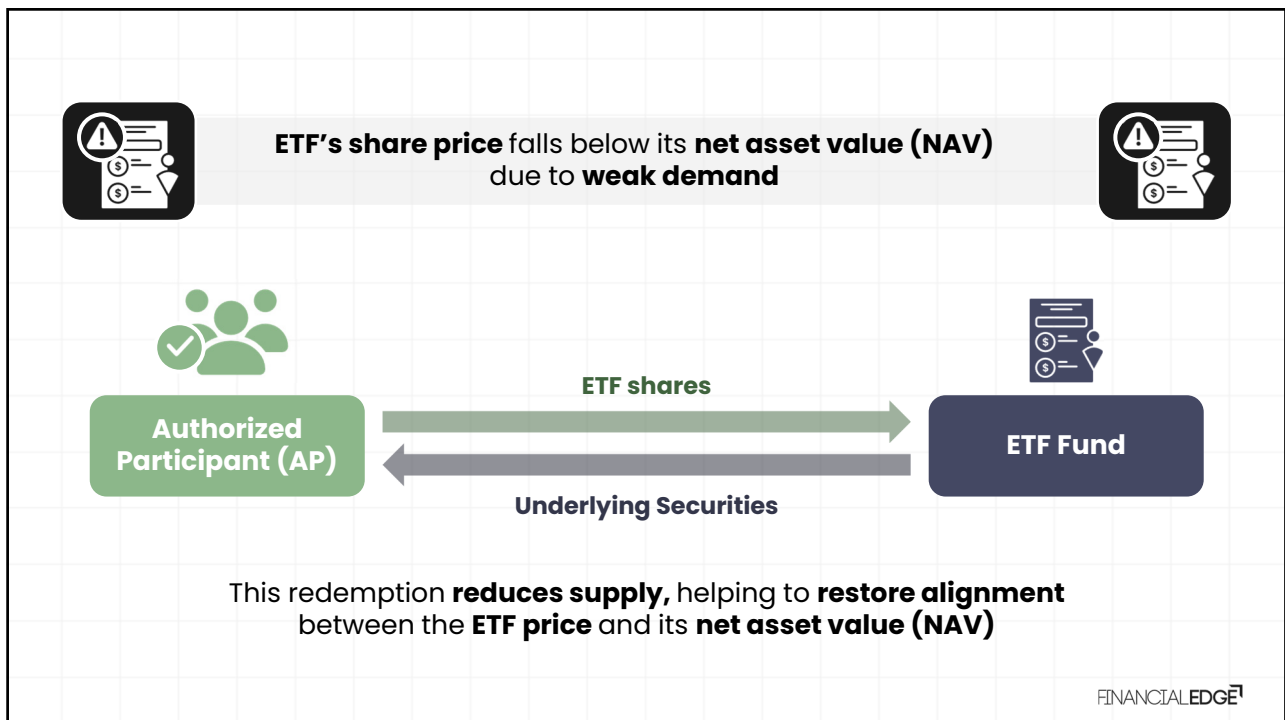 ETF’s share price falls below its net asset value (NAV)
due to weak demand
ETF shares
Authorized
Participant (AP)
ETF Fund
Underlying Securities
This redemption reduces supply, helping to restore alignment
between the ETF price and its net asset value (NAV)
FINANCIALEDGE